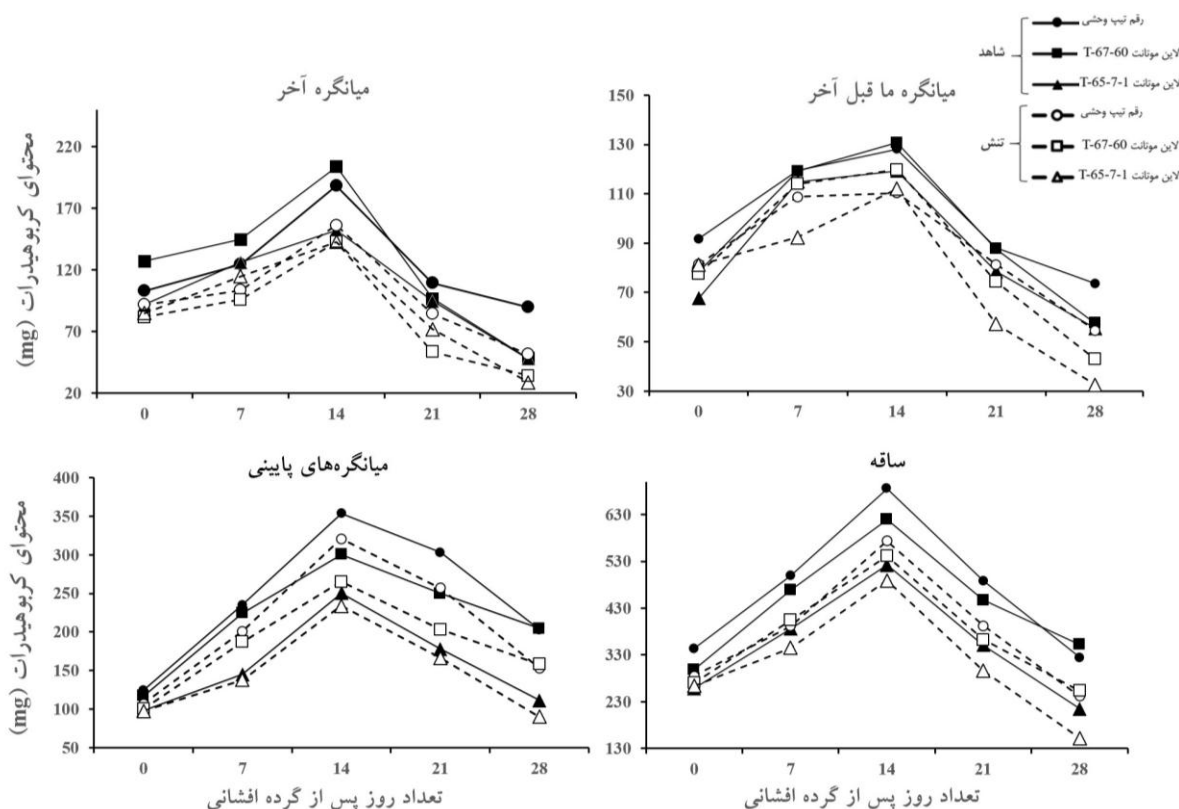 رقم تیپ وحشی
لاین موتانت T-67-60
لاین موتانت T-65-7-1
شاهد
رقم تیپ وحشی
لاین موتانت T-67-60
لاین موتانت T-65-7-1
تنش
میانگره آخر
محتوای کربوهیدرات (mg)
220
170
120
70
20
0 7 14 21 28
میانگره ما قبل آخر
150
130
110
90
70
50
30
0 7 14 21 28
میانگره‌های پایینی
محتوای کربوهیدرات (mg)
400
350
300
250
200
150
100
50
0 7 14 21 28
تعداد روز پس از گرده افشانی
ساقه
630
530
430
330
230
130
0 7 14 21 28
تعداد روز پس از گرده افشانی